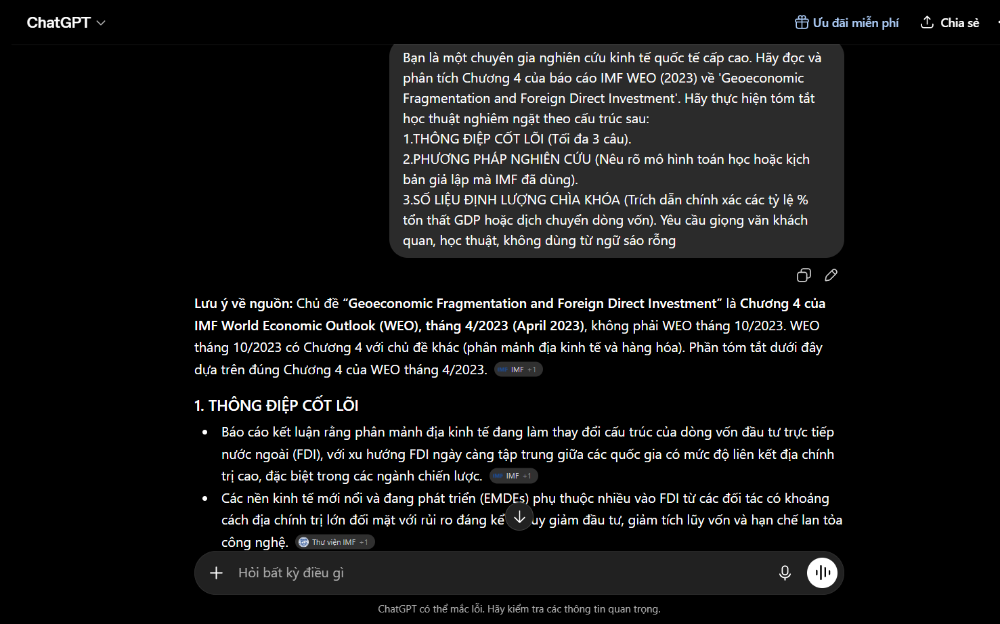 ChatGPT
Ưu đãi miễn phí
Chia sẻ
Bạn là một chuyên gia nghiên cứu kinh tế quốc tế cấp cao. Hãy đọc và
phân tích Chương 4 của báo cáo IMF WEO (2023) về 'Geoeconomic
Fragmentation and Foreign Direct Investment'. Hãy thực hiện tóm tắt
học thuật nghiêm ngặt theo cấu trúc sau:
1.THÔNG ĐIỆP CỐT LÕI (Tối đa 3 câu).
2.PHƯƠNG PHÁP NGHIÊN CỨU (Nêu rõ mô hình toán học hoặc kịch
bản giả lập mà IMF đã dùng).
3.SỐ LIỆU ĐỊNH LƯỢNG CHÌA KHÓA (Trích dẫn chính xác các tỷ lệ %
tổn thất GDP hoặc dịch chuyển dòng vốn). Yêu cầu giọng văn khách
quan, học thuật, không dùng từ ngữ sáo rỗng
Lưu ý về nguồn: Chủ đề “Geoeconomic Fragmentation and Foreign Direct Investment” là Chương 4 của
IMF World Economic Outlook (WEO), tháng 4/2023 (April 2023), không phải WEO tháng 10/2023. WEO
tháng 10/2023 có Chương 4 với chủ đề khác (phân mảnh địa kinh tế và hàng hóa). Phần tóm tắt dưới đây
dựa trên đúng Chương 4 của WEO tháng 4/2023. IMF +1
1. THÔNG ĐIỆP CỐT LÕI
• Báo cáo kết luận rằng phân mảnh địa kinh tế đang làm thay đổi cấu trúc của dòng vốn đầu tư trực tiếp
nước ngoài (FDI), với xu hướng FDI ngày càng tập trung giữa các quốc gia có mức độ liên kết địa chính
trị cao, đặc biệt trong các ngành chiến lược. IMF +1
• Các nền kinh tế mới nổi và đang phát triển (EMDEs) phụ thuộc nhiều vào FDI từ các đối tác có khoảng
cách địa chính trị lớn đối mặt với rủi ro đáng kể uy giảm đầu tư, giảm tích lũy vốn và hạn chế lan tỏa
công nghệ. Thư viện IMF +1
Hỏi bất kỳ điều gì
ChatGPT có thể mắc lỗi. Hãy kiểm tra các thông tin quan trọng.